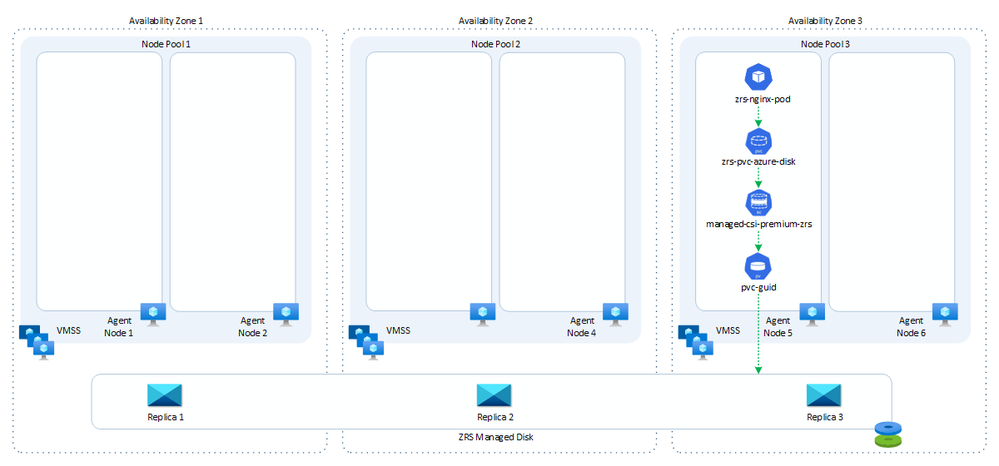 Availability Zone 1
Availability Zone 2
Availability Zone 3
Node Pool 1
Node Pool 2
Node Pool 3
zrs-nginx-pod
pvc
zrs-pvc-azure-disk
sc
managed-csi-premium-zrs
pv
pvc-guid
Agent
Node 1
Agent
Node 2
Agent
Node 4
Agent
Node 5
Agent
Node 6
VMSS
VMSS
VMSS
Replica 1
Replica 2
Replica 3
ZRS Managed Disk